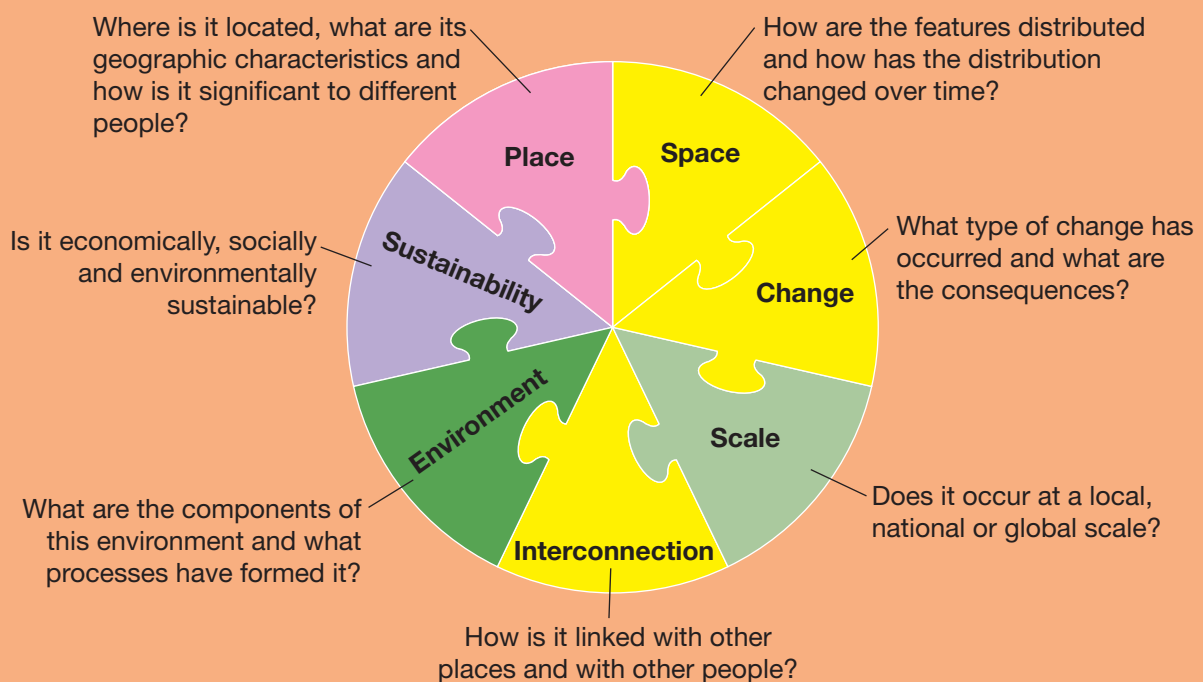 Where is it located, what are its
geographic characteristics and
how is it significant to different
people?
How are the features distributed
and how has the distribution
changed over time?
Place
Space
Is it economically, socially
and environmentally
sustainable?
Sustainability
Change
What type of change has
occurred and what are
the consequences?
Environment
Scale
What are the components of
this environment and what
processes have formed it?
Does it occur at a local,
national or global scale?
Interconnection
How is it linked with other
places and with other people?